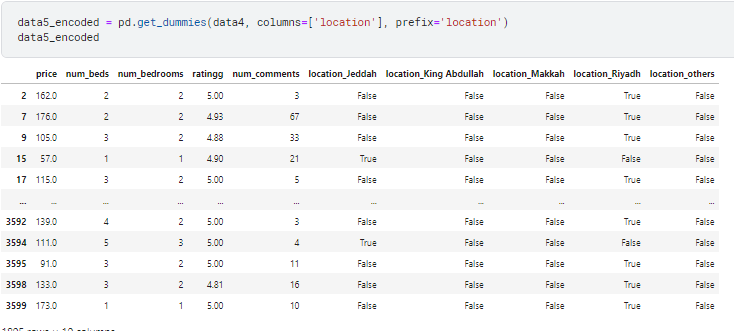 data5_encoded = pd.get_dummies(data4, columns=['location'], prefix='location')
data5_encoded
price num_beds num_bedrooms ratingg num_comments location_Jeddah location_King Abdullah location_Makkah location_Riyadh location_others
2 162.0 2 2 5.00 3 False False False True False
7 176.0 2 2 4.93 67 False False False True False
9 105.0 3 2 4.88 33 False False False True False
15 57.0 1 1 4.90 21 True False False False False
17 115.0 3 2 5.00 5 False False False True False
... ... ... ... ... ... ... ... ... ... ...
3592 139.0 4 2 5.00 3 False False False True False
3594 111.0 5 3 5.00 4 True False False False False
3595 91.0 3 2 5.00 11 False False False True False
3598 133.0 3 2 4.81 16 False False False True False
3599 173.0 1 1 5.00 10 False False False True False
rows × 10 columns